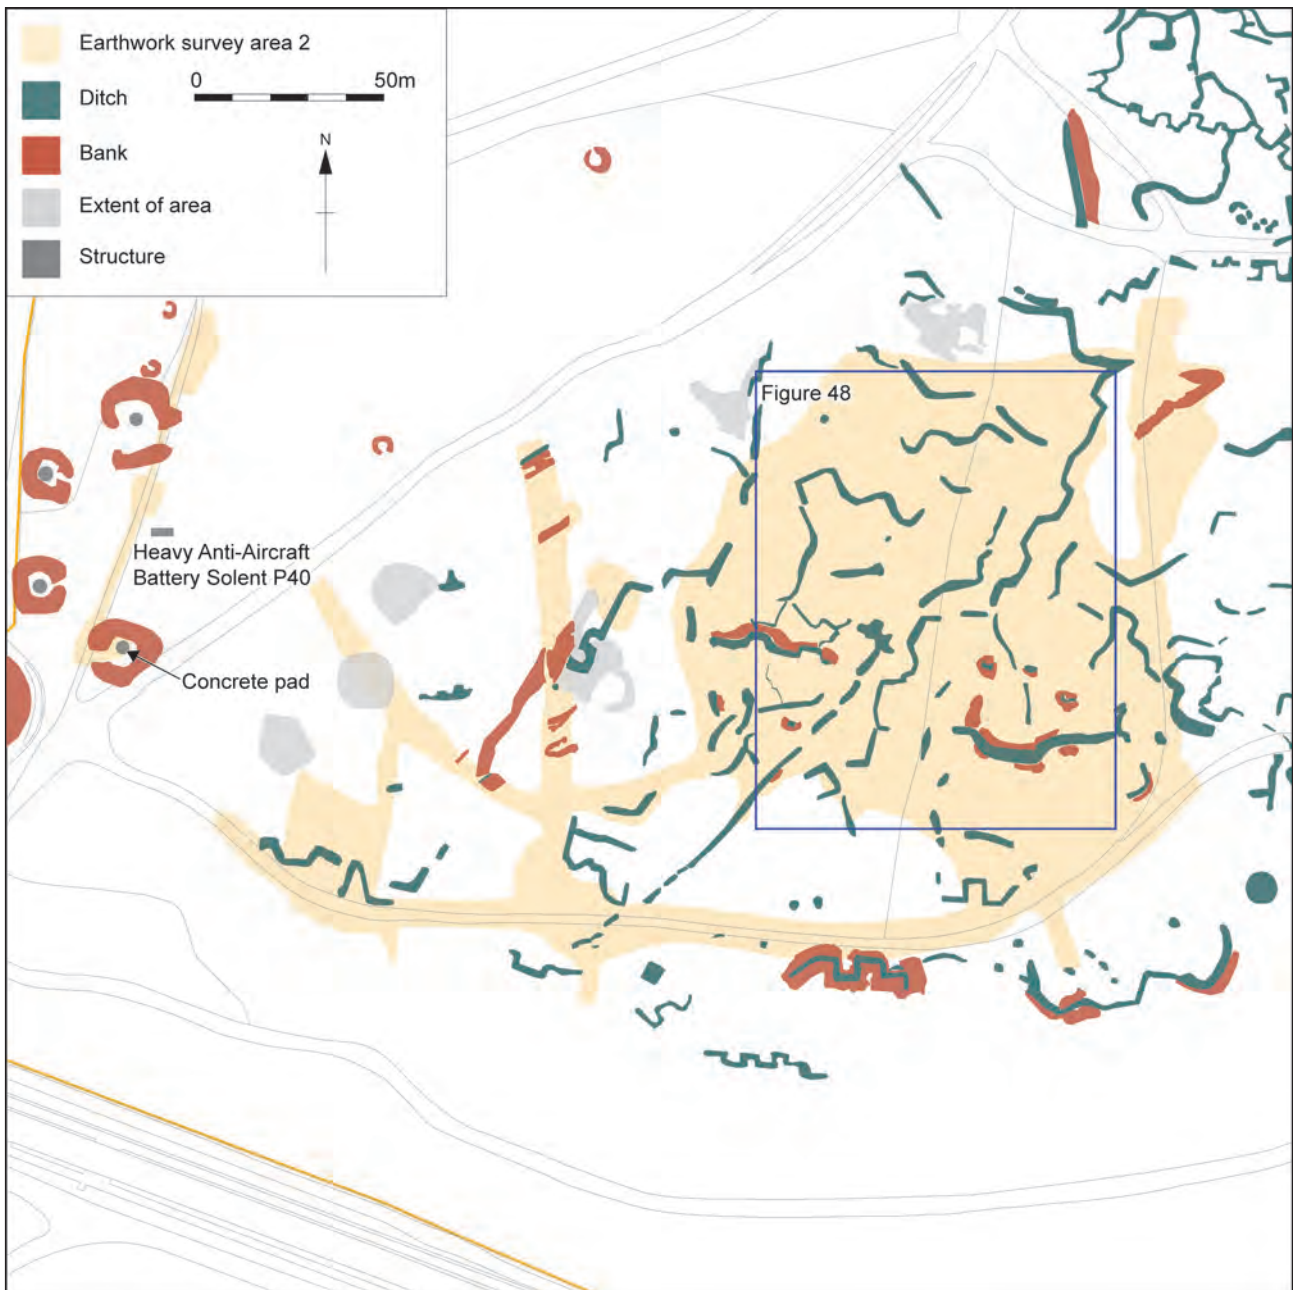 Earthwork survey area 2
0 50m
Ditch
Bank
N
Extent of area
Structure
Figure 48
Heavy Anti-Aircraft
Battery Solent P40
Concrete pad